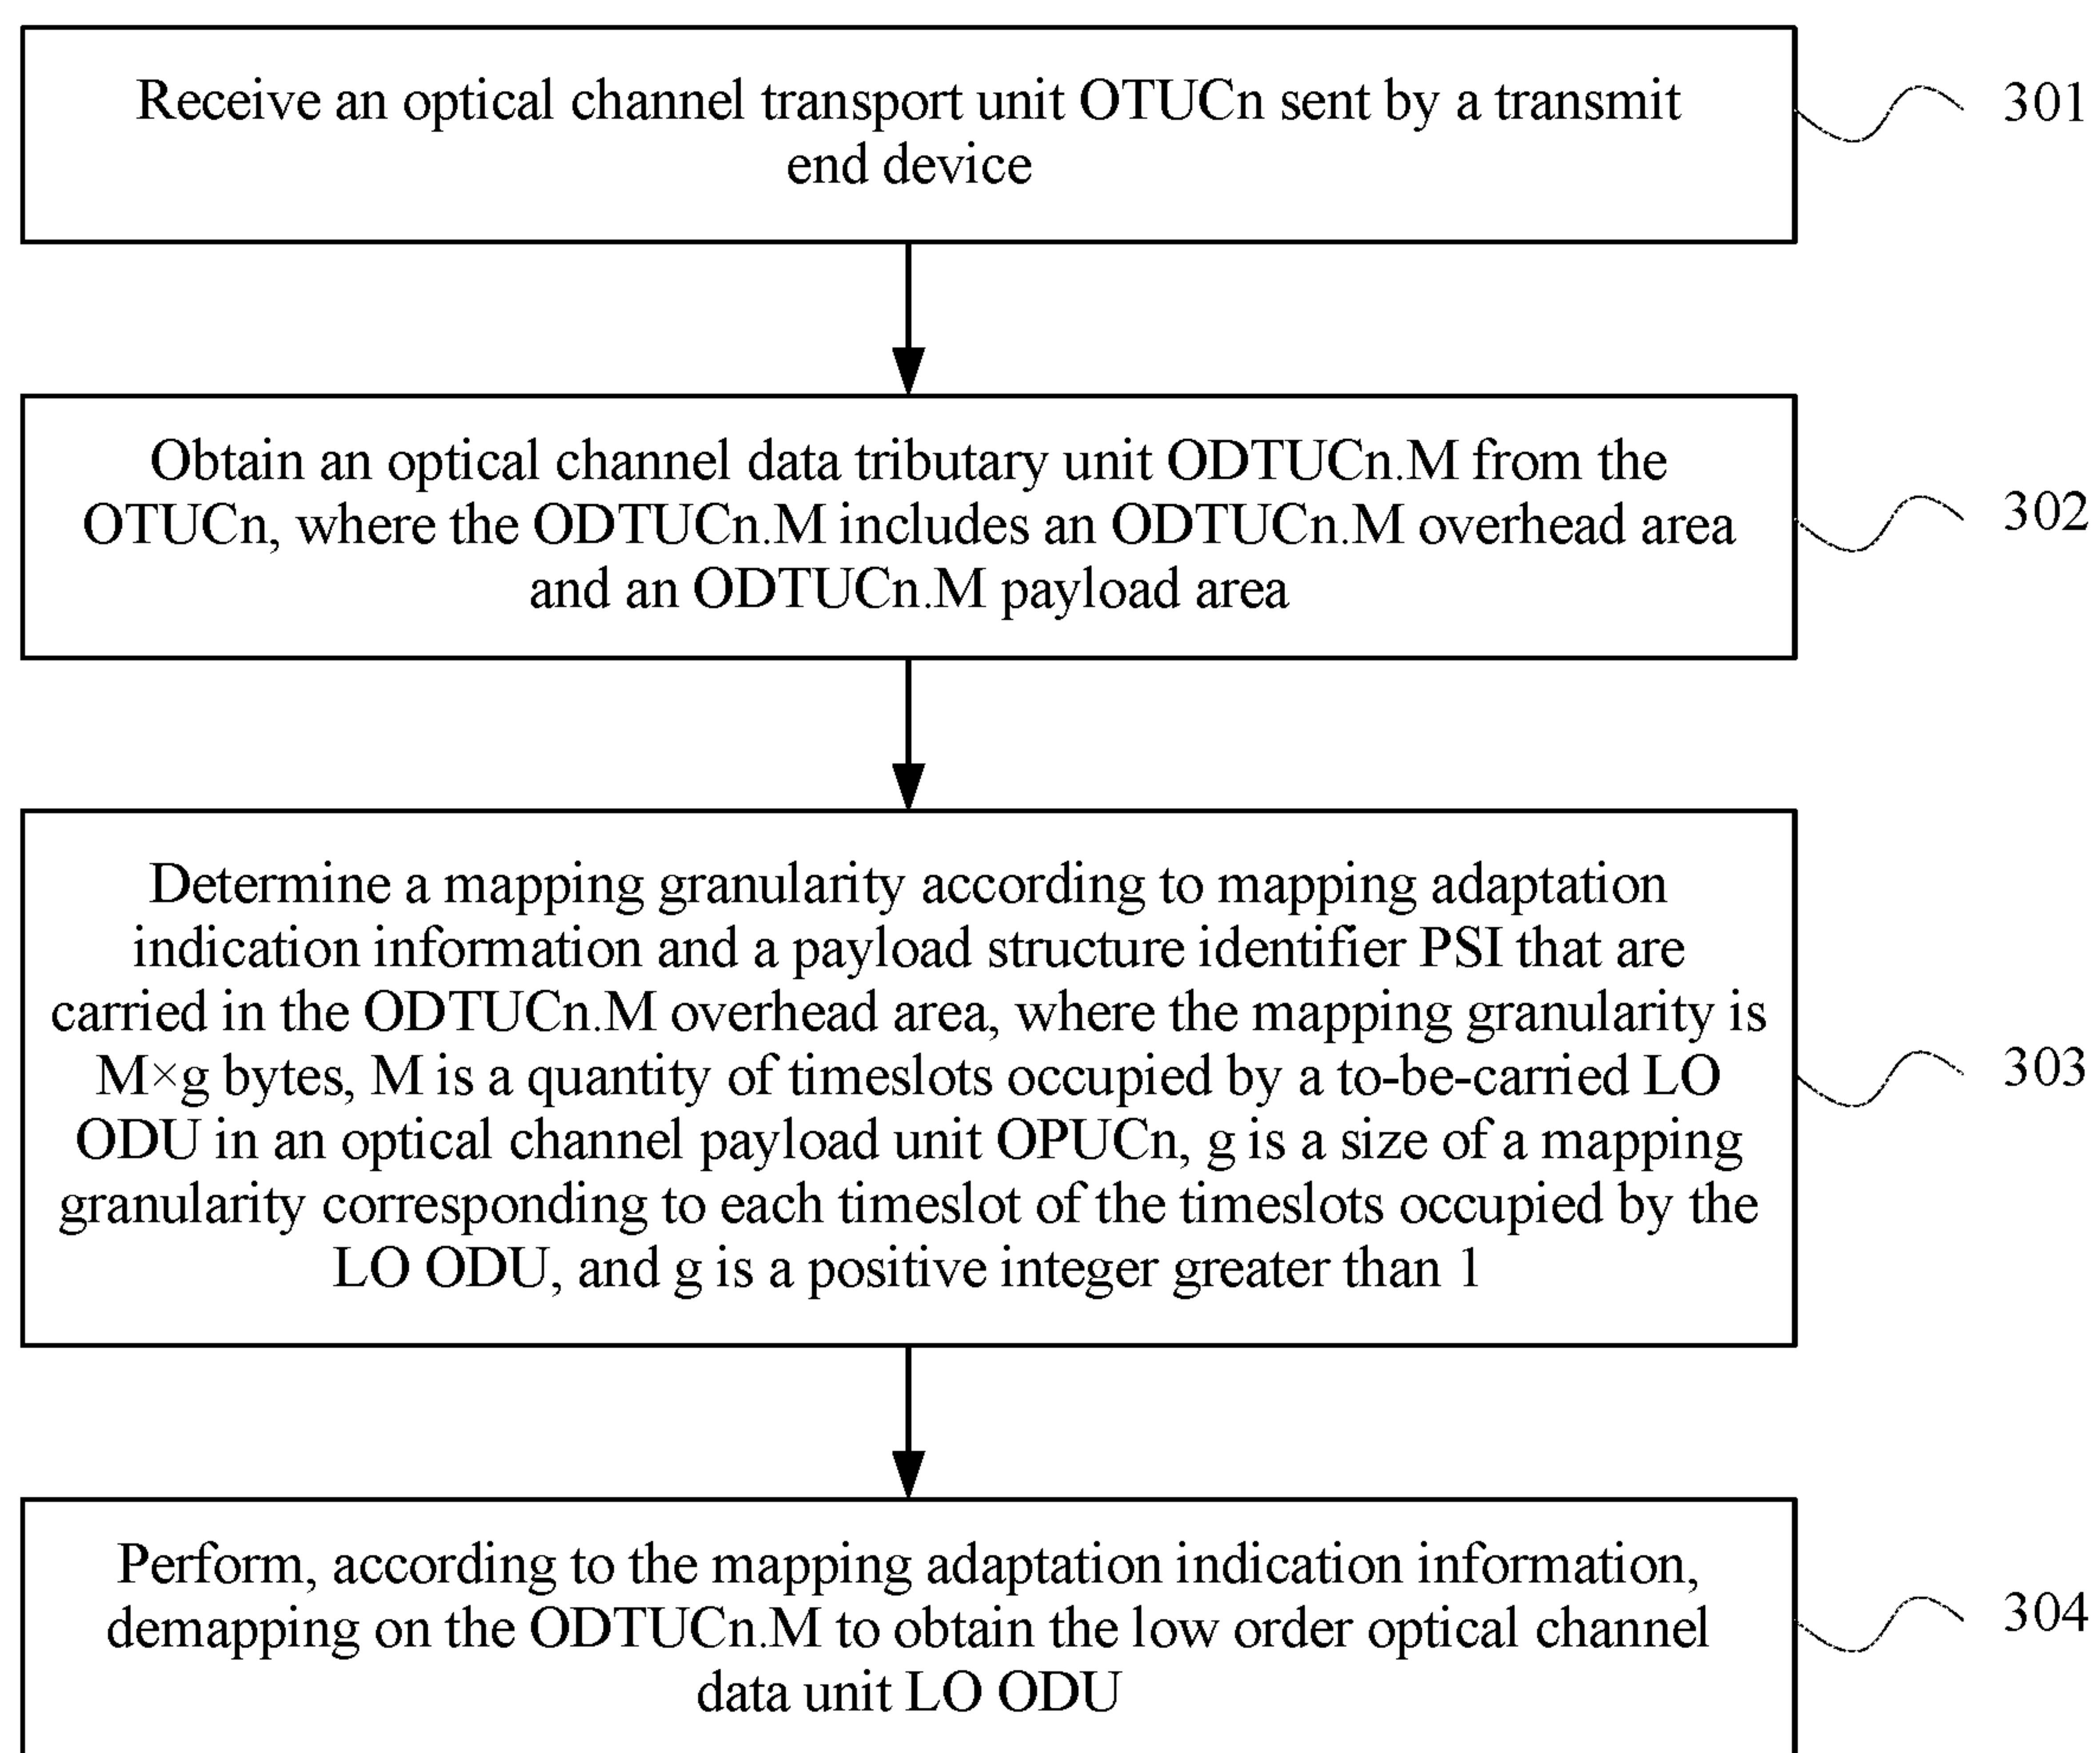 Receive an optical channel transport unit OTUCn sent by a transmit
end device
301
Obtain an optical channel data tributary unit ODTUCn.M from the
OTUCn, where the ODTUCn.M includes an ODTUCn.M overhead area
and an ODTUCn.M payload area
302
Determine a mapping granularity according to mapping adaptation
indication information and a payload structure identifier PSI that are
carried in the ODTUCn.M overhead area, where the mapping granularity is
M×g bytes, M is a quantity of timeslots occupied by a to-be-carried LO
ODU in an optical channel payload unit OPUCn, g is a size of a mapping
granularity corresponding to each timeslot of the timeslots occupied by the
LO ODU, and g is a positive integer greater than 1
303
Perform, according to the mapping adaptation indication information,
demapping on the ODTUCn.M to obtain the low order optical channel
data unit LO ODU
304